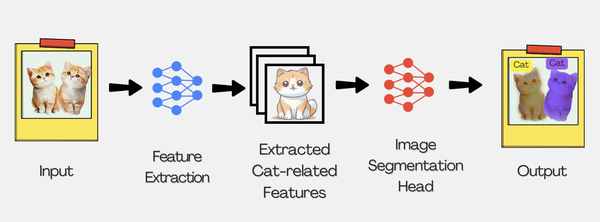 Cat
Cat
Input
Feature
Extraction
Extracted
Cat-related
Features
Image
Segmentation
Head
Output